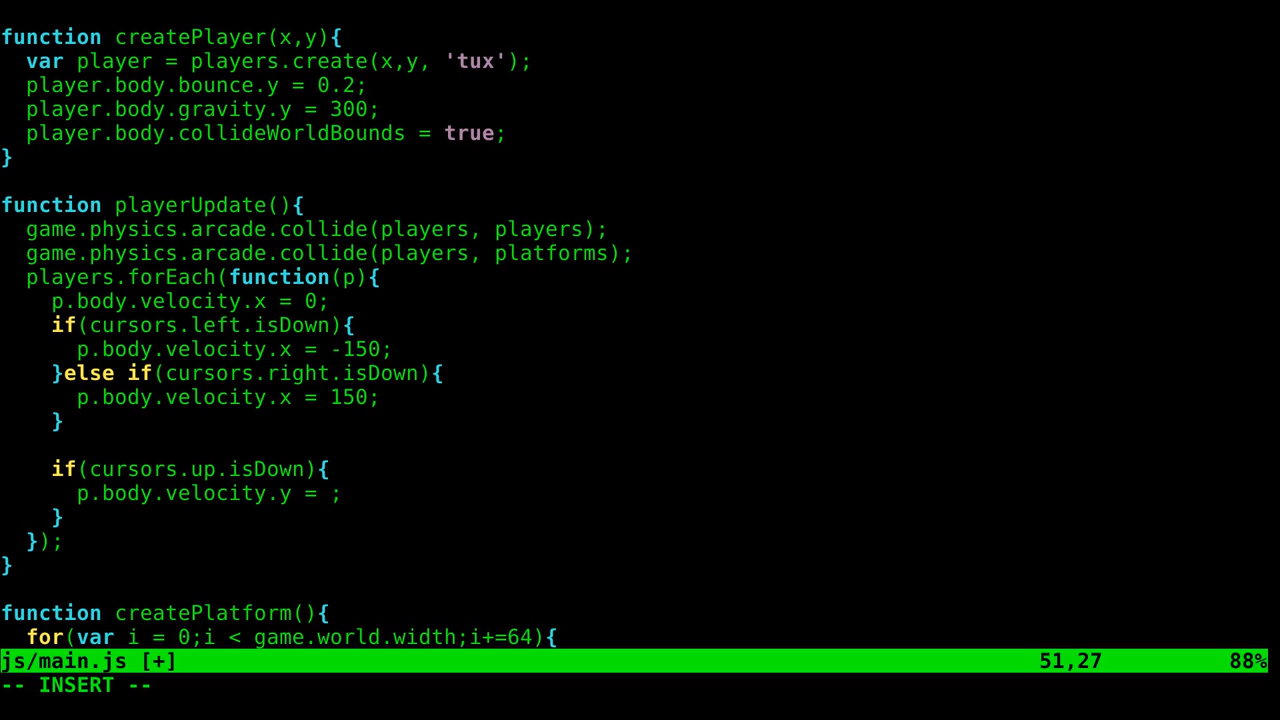 function createPlayer(x,y){
  var player = players.create(x,y, 'tux');
  player.body.bounce.y = 0.2;
  player.body.gravity.y = 300;
  player.body.collideWorldBounds = true;
}

function playerUpdate(){
  game.physics.arcade.collide(players, players);
  game.physics.arcade.collide(players, platforms);
  players.forEach(function(p){
    p.body.velocity.x = 0;
    if(cursors.left.isDown){
      p.body.velocity.x = -150;
    }else if(cursors.right.isDown){
      p.body.velocity.x = 150;
    }

    if(cursors.up.isDown){
      p.body.velocity.y = ;
    }
  });
}

function createPlatform(){
  for(var i = 0;i < game.world.width;i+=64){
js/main.js [+] 51,27 88%
-- INSERT --